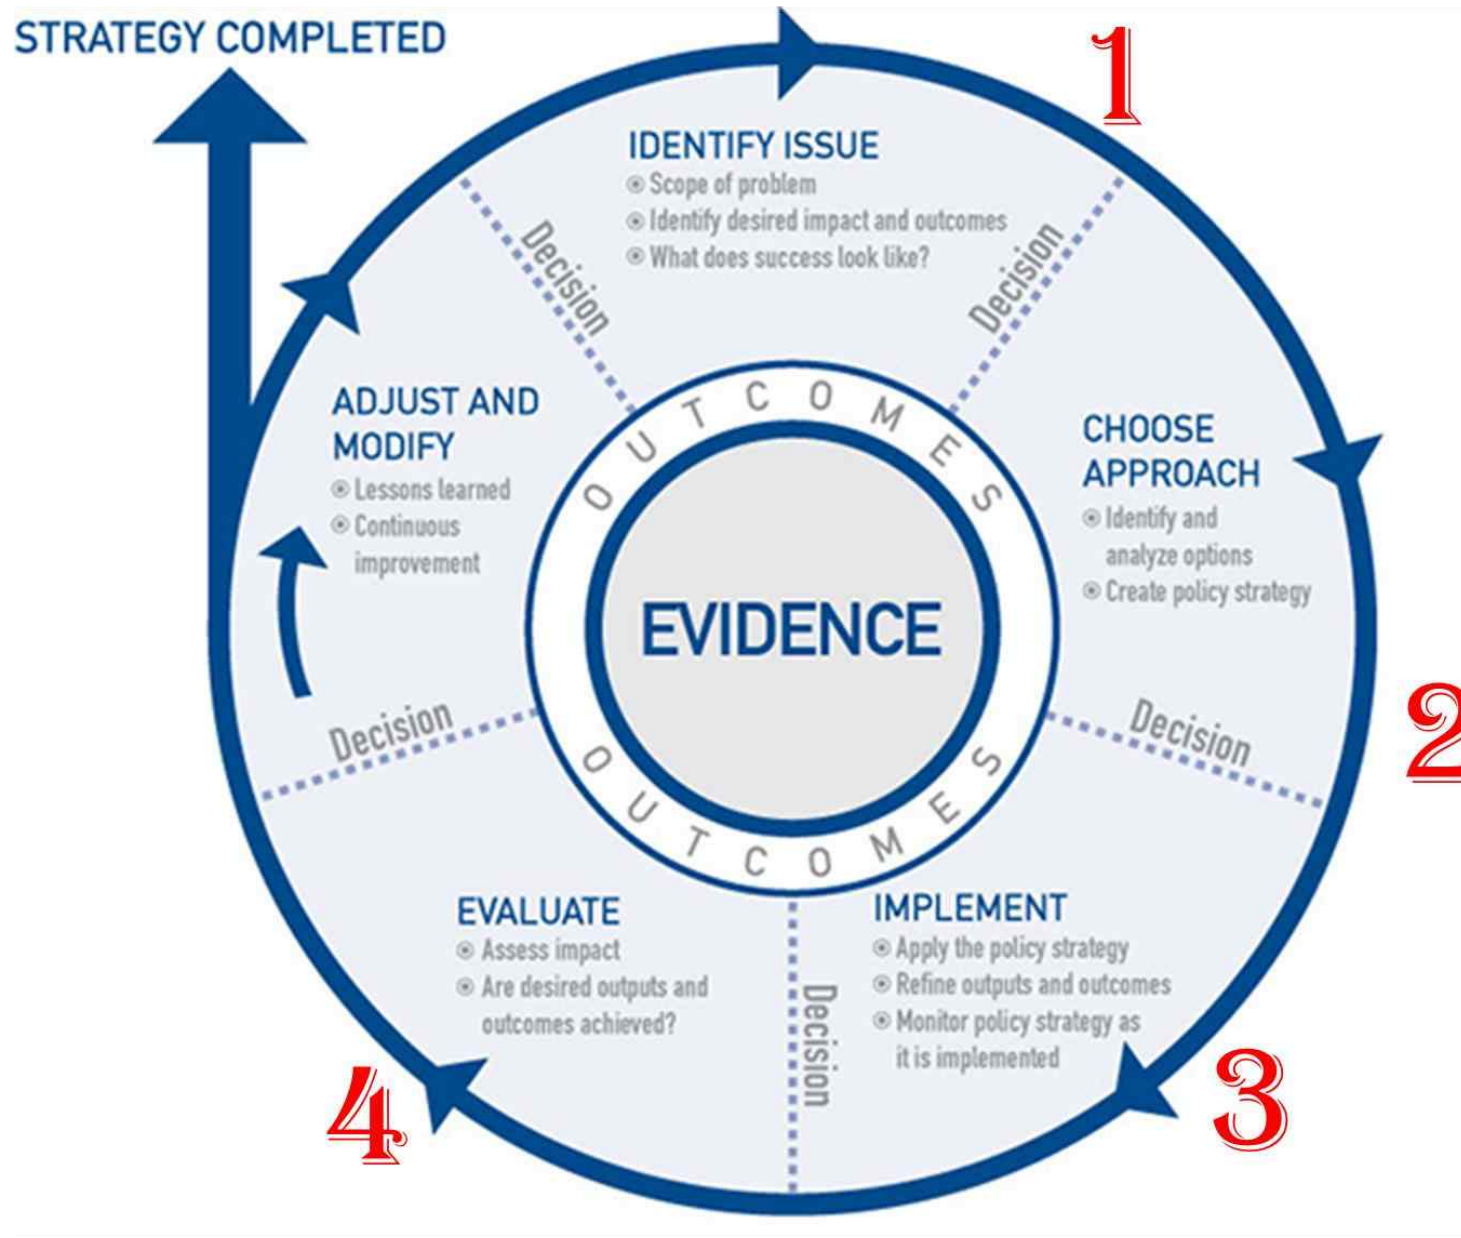 STRATEGY COMPLETED
1
IDENTIFY ISSUE
Scope of problem
Identify desired impact and outcomes
What does success look like?
Decision
Decision
ADJUST AND
MODIFY
Lessons learned
Continuous
improvement
OUTCOMES
CHOOSE
APPROACH
Identify and
analyze options
Create policy strategy
EVIDENCE
Decision
Decision
2
OUTCOMES
EVALUATE
Assess impact
Are desired outputs and
outcomes achieved?
Decision
IMPLEMENT
Apply the policy strategy
Refine outputs and outcomes
Monitor policy strategy as
it is implemented
4
3